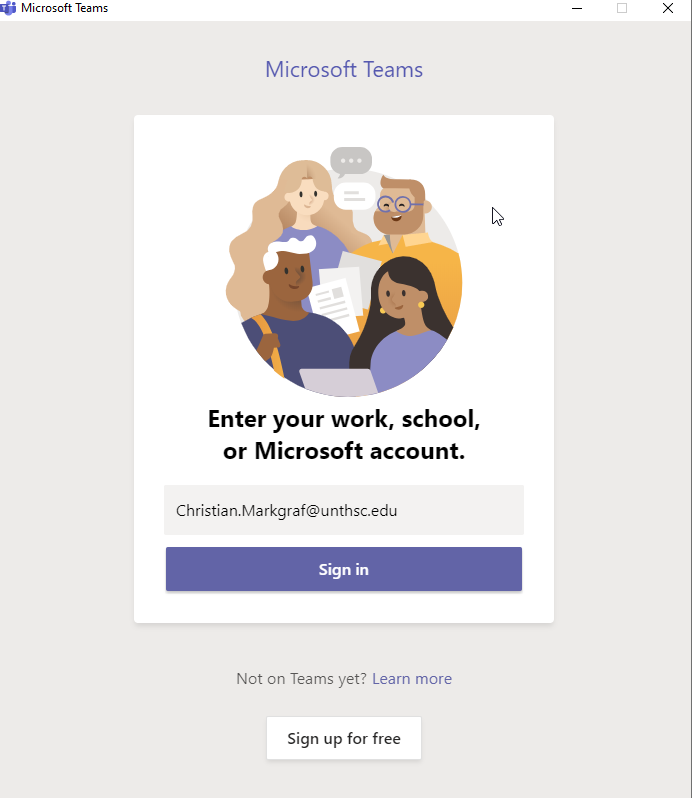 Microsoft Teams
Microsoft Teams
Enter your work, school,
or Microsoft account.
Christian.Markgraf@unthsc.edu
Sign in
Not on Teams yet? Learn more
Sign up for free